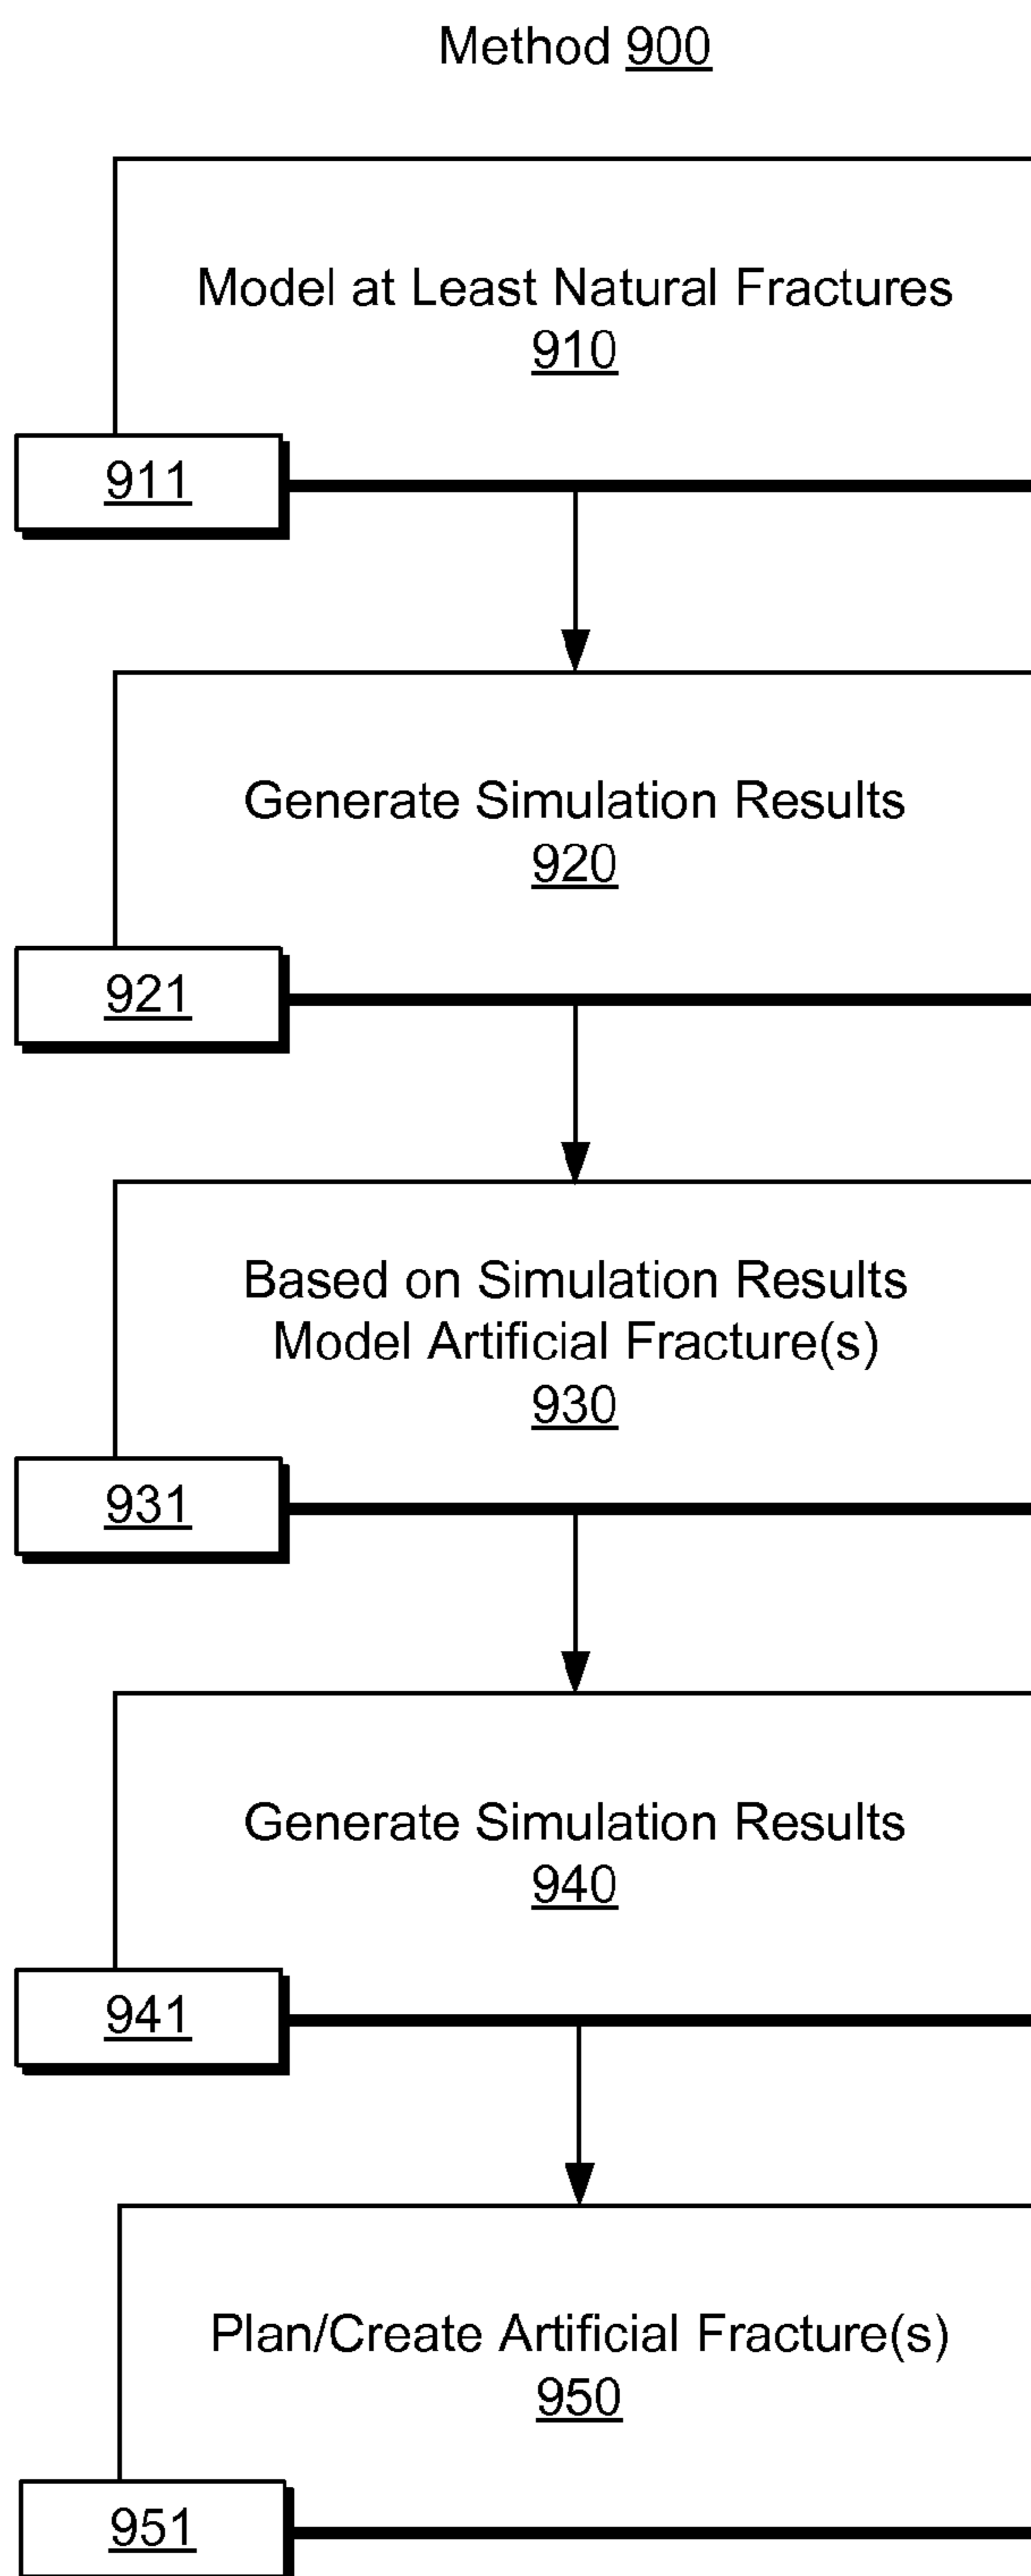 Method 900
Model at Least Natural Fractures
910
911
Generate Simulation Results
920
921
Based on Simulation Results
Model Artificial Fracture(s)
930
931
Generate Simulation Results
940
941
Plan/Create Artificial Fracture(s)
950
951